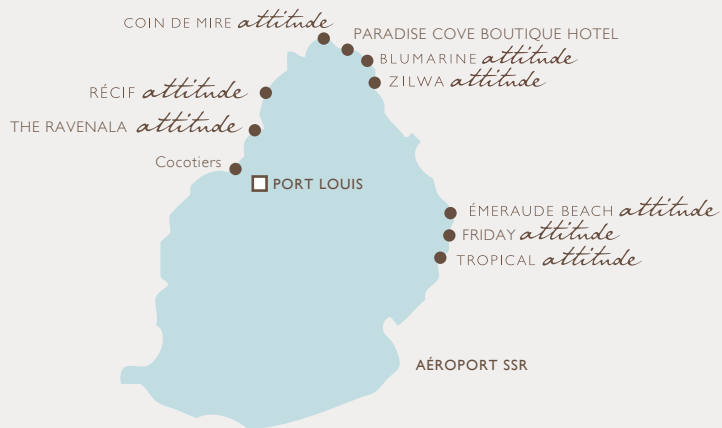 COIN DE MIRE attitude
PARADISE COVE BOUTIQUE HOTEL
BLUMARINE attitude
ZILWA attitude
RÉCIF attitude
THE RAVENALA attitude
Cocotiers
PORT LOUIS
ÉMERAUDE BEACH attitude
FRIDAY attitude
TROPICAL attitude
AÉROPORT SSR